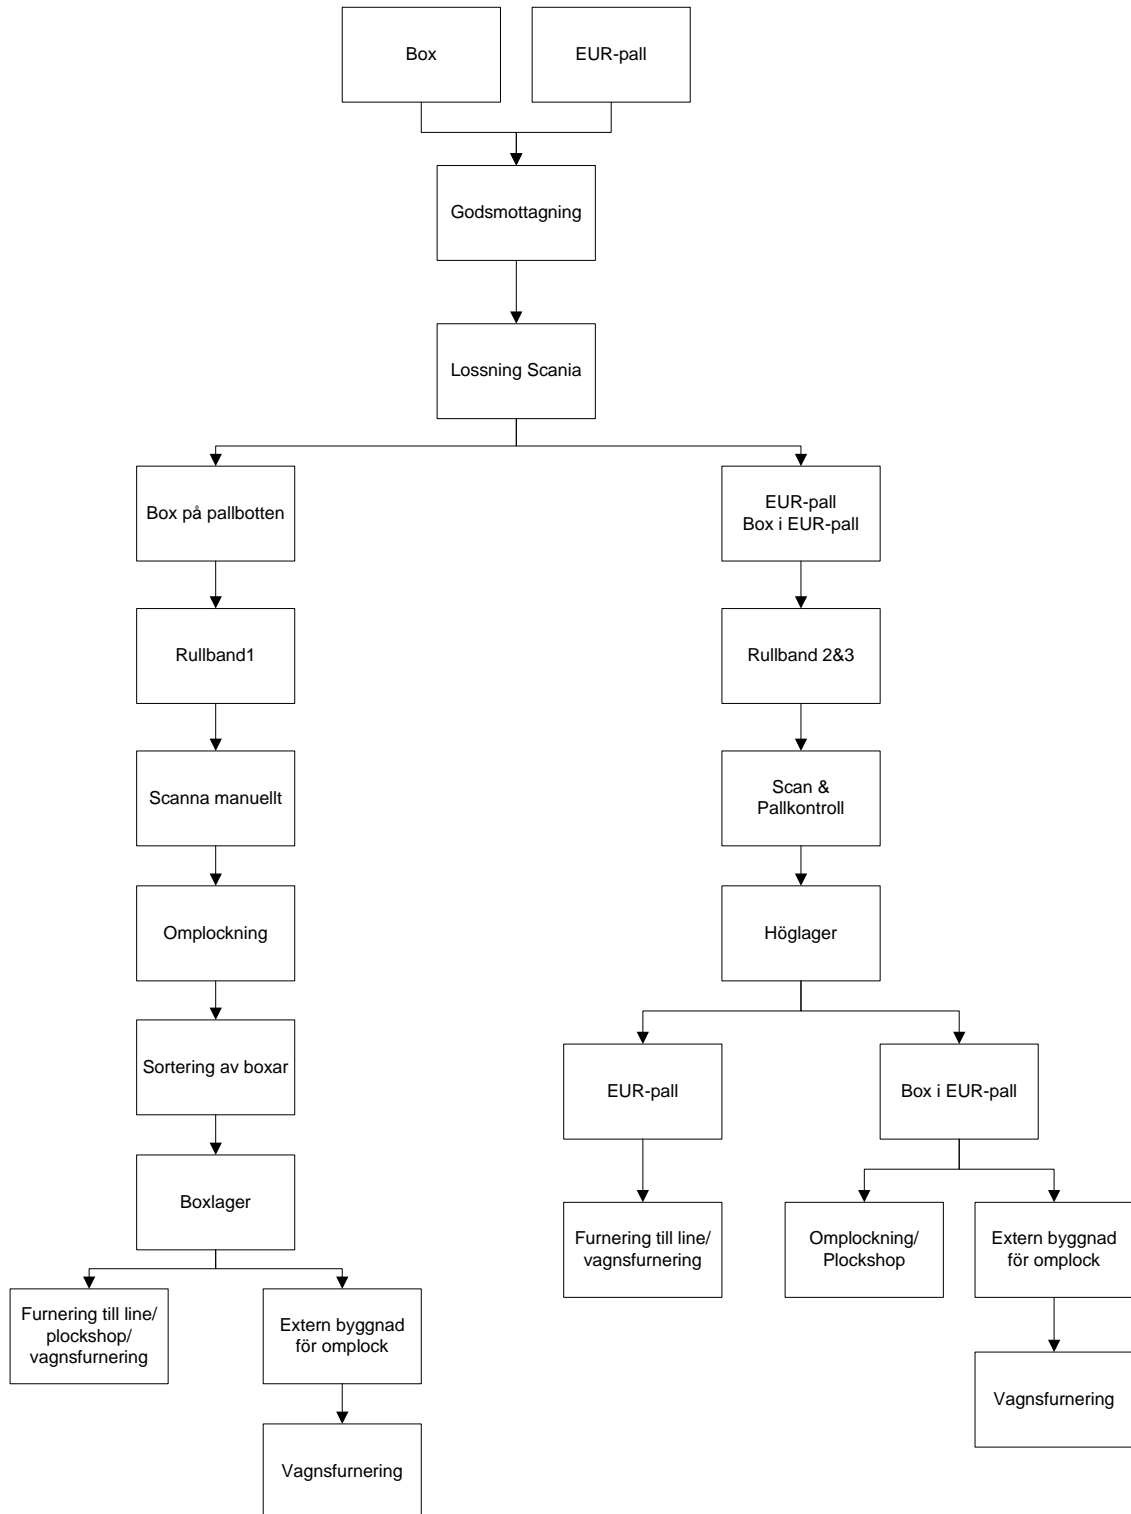 Box
EUR-pall
Godsmottagning
Lossning Scania
Box på pallbotten
EUR-pall
Box i EUR-pall
Rullband1
Rullband 2&3
Scanna manuellt
Scan &
Pallkontroll
Omplockning
Höglager
Sortering av boxar
EUR-pall
Box i EUR-pall
Boxlager
Furnering till line/
vagnsfurnering
Omplockning/
Plockshop
Extern byggnad
för omplock
Furnering till line/
plockshop/
vagnsfurnering
Extern byggnad
för omplock
Vagnsfurnering
Vagnsfurnering